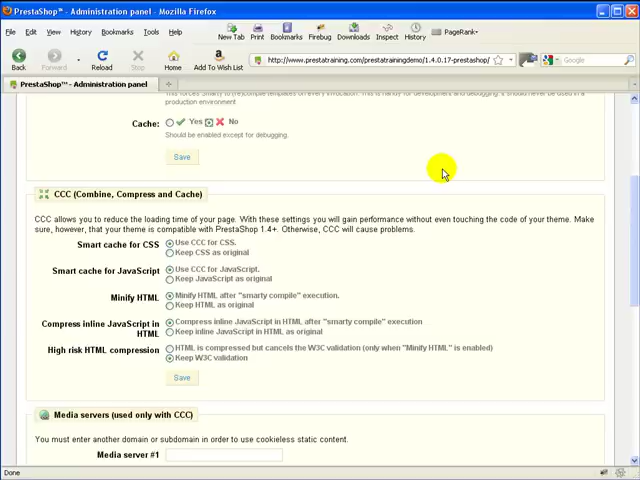 PrestaShop™ - Administration panel - Mozilla Firefox
File Edit View History Bookmarks Tools Help
New Tab Print Bookmarks Firebug Downloads Inspect History PageRank
Back Forward Reload Stop Home Add To Wish List
http://www.prestatraining.com/prestatrainingdemo/1.4.0.17-prestashop/
Google
PrestaShop™ - Administration panel
production environment
Cache: Yes No
Should be enabled except for debugging.
Save
CCC (Combine, Compress and Cache)
CCC allows you to reduce the loading time of your page. With these settings you will gain performance without even touching the code of your theme. Make
sure, however, that your theme is compatible with PrestaShop 1.4+. Otherwise, CCC will cause problems.
Smart cache for CSS Use CCC for CSS.
Keep CSS as original
Smart cache for JavaScript Use CCC for JavaScript.
Keep JavaScript as original
Minify HTML Minify HTML after "smarty compile" execution.
Keep HTML as original
Compress inline JavaScript in HTML Compress inline JavaScript in HTML after "smarty compile" execution
Keep inline JavaScript in HTML as original
High risk HTML compression HTML is compressed but cancels the W3C validation (only when "Minify HTML" is enabled)
Keep W3C validation
Save
Media servers (used only with CCC)
You must enter another domain or subdomain in order to use cookieless static content.
Media server #1
Done